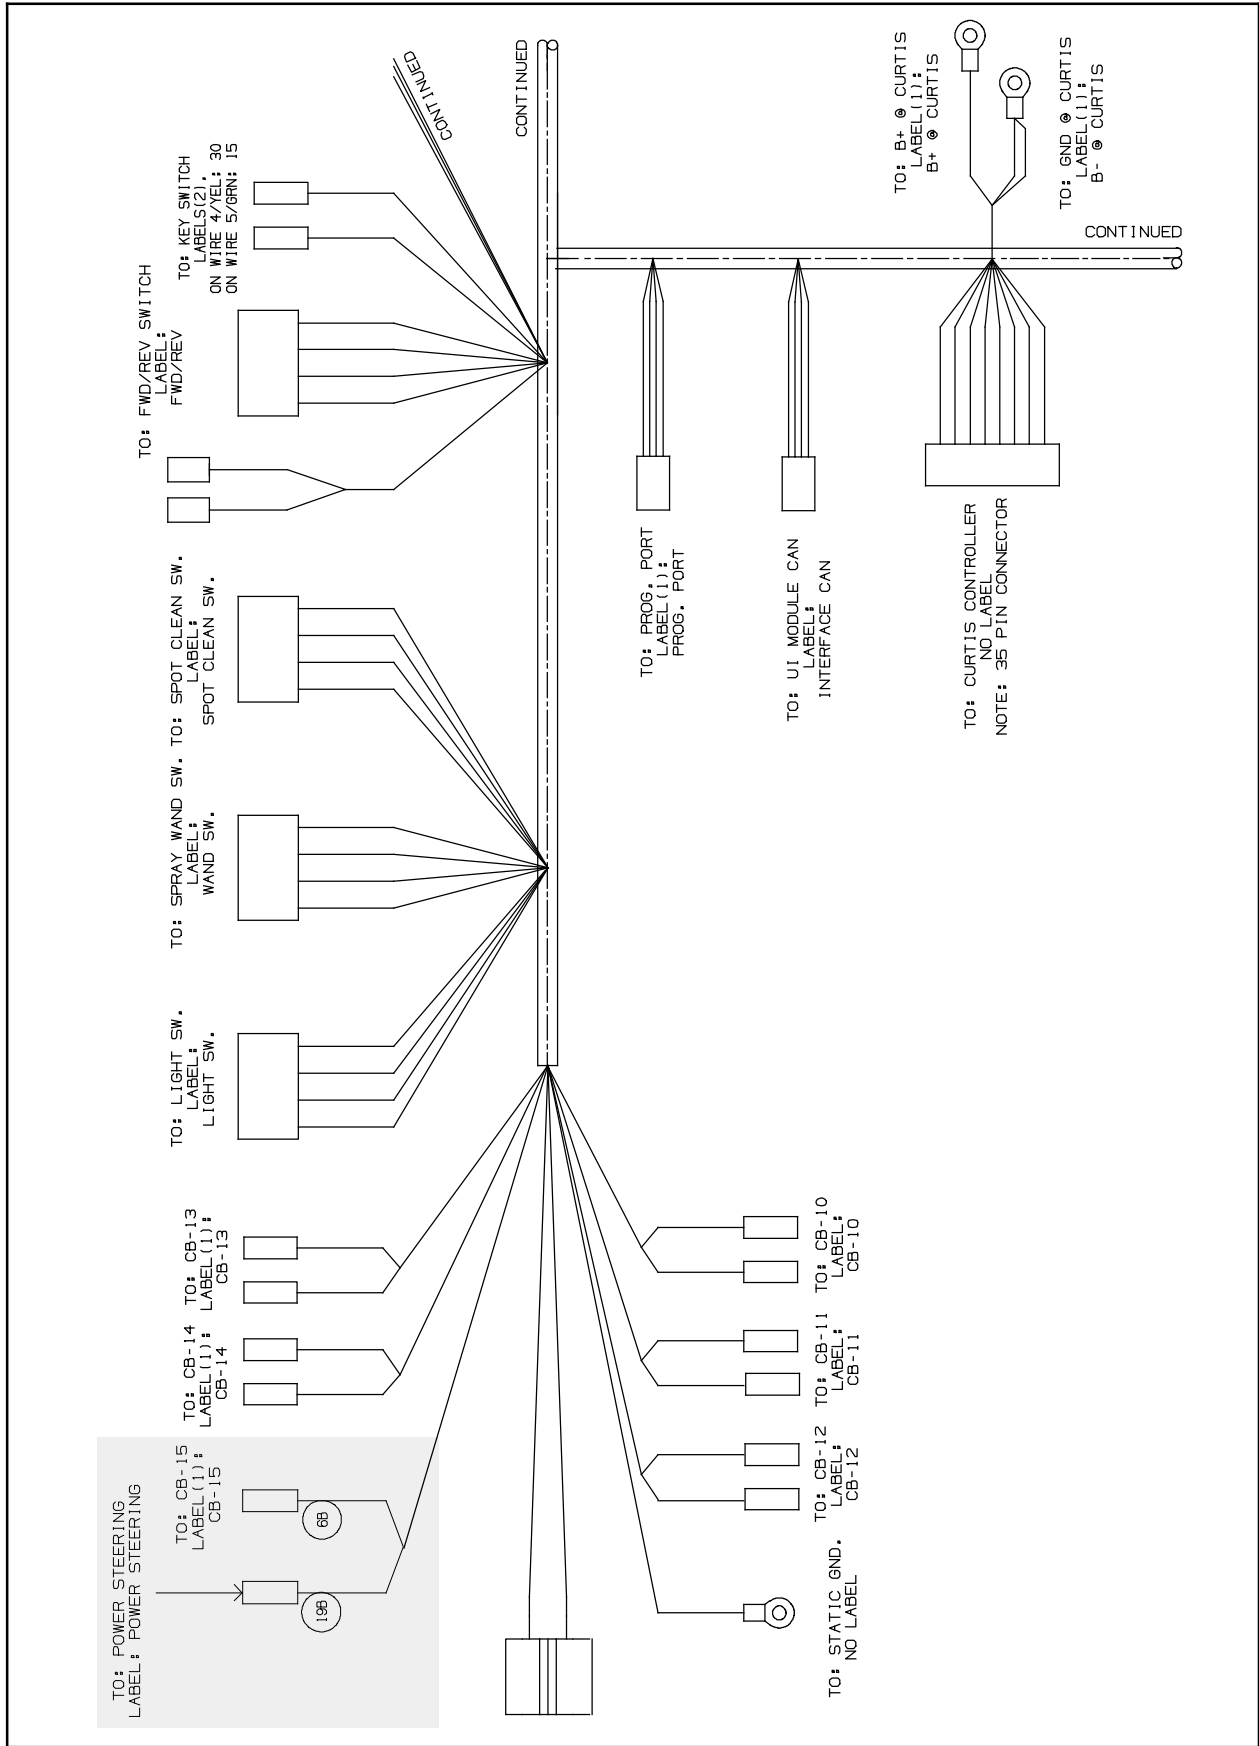 TO: POWER STEERING
LABEL: POWER STEERING
TO: CB-15
LABEL(1):
CB-15
6B
19B
TO: CB-14
LABEL(1):
CB-14
TO: CB-13
LABEL(1):
CB-13
TO: LIGHT SW.
LABEL:
LIGHT SW.
TO: SPRAY WAND SW.
LABEL:
WAND SW.
TO: SPOT CLEAN SW.
LABEL:
SPOT CLEAN SW.
TO: FWD/REV SWITCH
LABEL:
FWD/REV
TO: KEY SWITCH
LABELS(2),
ON WIRE 4/YEL: 30
ON WIRE 5/GRN: 15
CONTINUED
CONTINUED
TO: STATIC GND.
NO LABEL
TO: CB-12
LABEL:
CB-12
TO: CB-11
LABEL:
CB-11
TO: CB-10
LABEL:
CB-10
TO: PROG. PORT
LABEL(1):
PROG. PORT
TO: UI MODULE CAN
LABEL:
INTERFACE CAN
TO: CURTIS CONTROLLER
NO LABEL
NOTE: 35 PIN CONNECTOR
TO: B+ @ CURTIS
LABEL(1):
B+ @ CURTIS
TO: GND @ CURTIS
LABEL(1):
B- @ CURTIS
CONTINUED